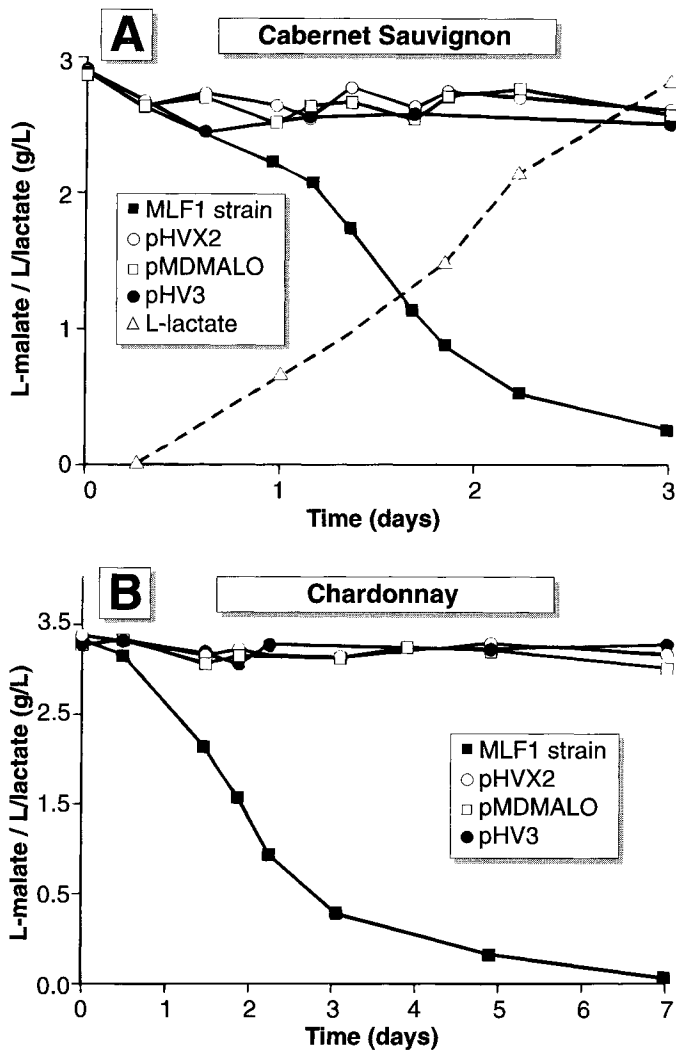 A
Cabernet Sauvignon
L-malate / L/lactate (g/L)
3
2
1
0
MLF1 strain
pHVX2
pMDMALO
pHV3
L-lactate
0 1 2 3
Time (days)
B
Chardonnay
L-malate / L/lactate (g/L)
3.5
2.5
1.5
0.5
0.0
MLF1 strain
pHVX2
pMDMALO
pHV3
0 1 2 3 4 5 6 7
Time (days)